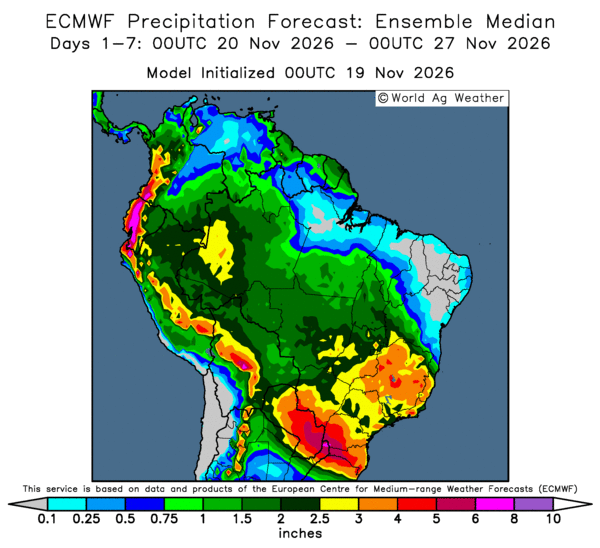 ECMWF Precipitation Forecast: Ensemble Median
Days 1-7: 00UTC 20 Nov 2026 - 00UTC 27 Nov 2026
Model Initialized 00UTC 19 Nov 2026
© World Ag Weather
This service is based on data and products of the European Centre for Medium-range Weather Forecasts (ECMWF)
0.1 0.25 0.5 0.75 1 1.5 2 2.5 3 4 5 6 8 10
inches